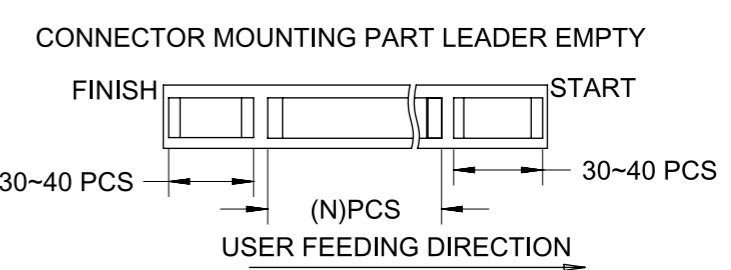 CONNECTOR MOUNTING PART LEADER EMPTY
FINISH
START
30~40 PCS
30~40 PCS
(N)PCS
USER FEEDING DIRECTION